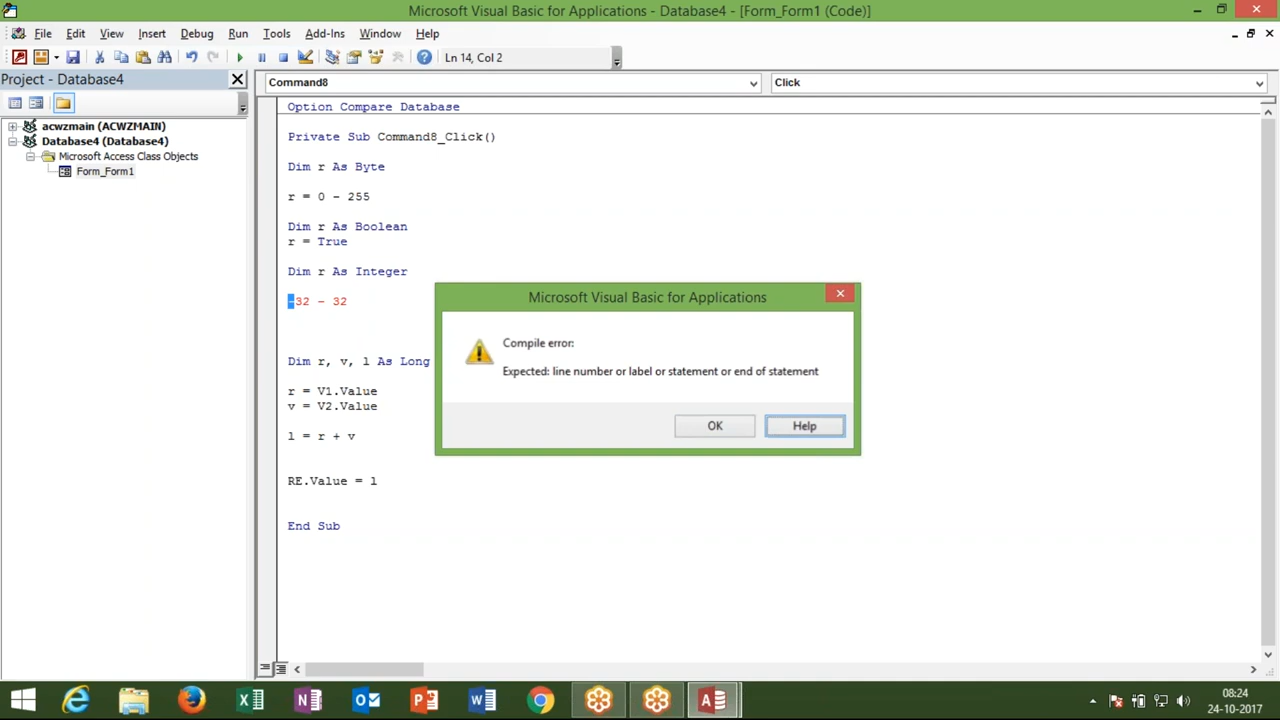 Microsoft Visual Basic for Applications - Database4 - [Form_Form1 (Code)]
File Edit View Insert Debug Run Tools Add-Ins Window Help
Ln 14, Col 2
Project - Database4
Command8 Click
acwzmain (ACWZMAIN)
Database4 (Database4)
Microsoft Access Class Objects
Form_Form1
Option Compare Database
Private Sub Command8_Click()
Dim r As Byte
r = 0 - 255
Dim r As Boolean
r = True
Dim r As Integer
-32 - 32
Dim r, v, l As Long
r = V1.Value
v = V2.Value
l = r + v
RE.Value = l
End Sub
Microsoft Visual Basic for Applications
Compile error:
Expected: line number or label or statement or end of statement
OK Help
08:24
24-10-2017